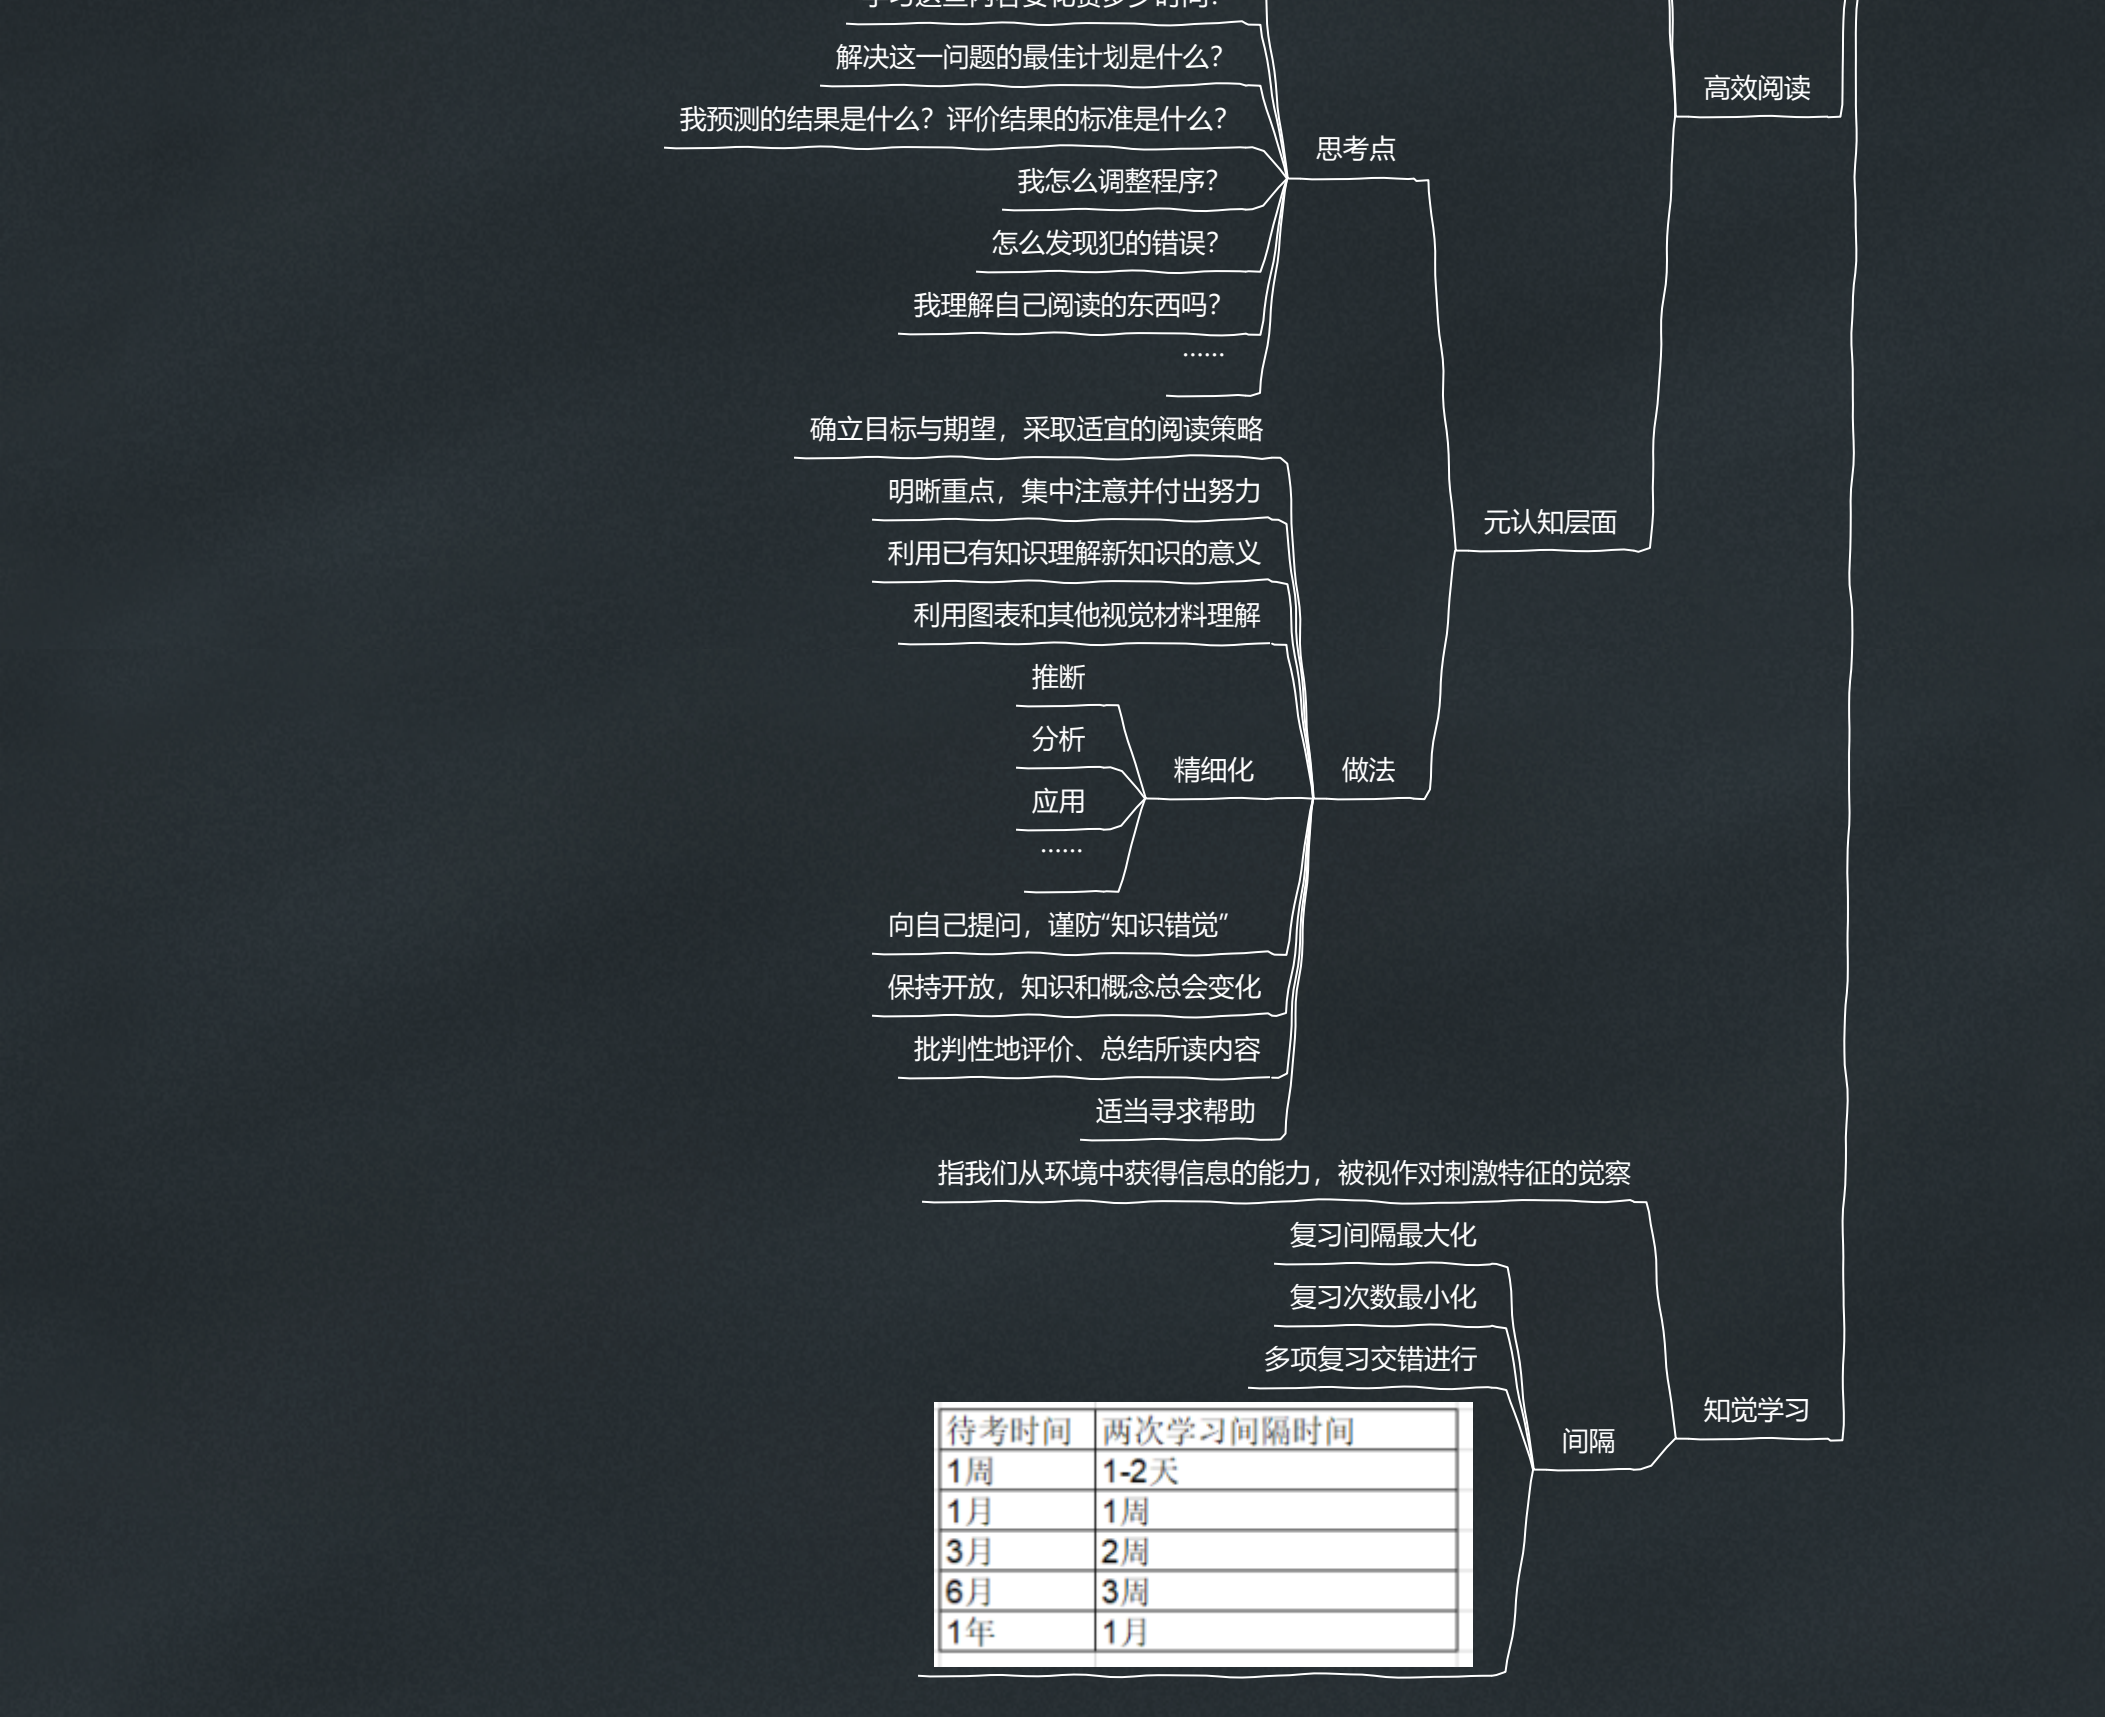 解决这一问题的最佳计划是什么？
高效阅读
我预测的结果是什么？评价结果的标准是什么？
思考点
我怎么调整程序？
怎么发现犯的错误？
我理解自己阅读的东西吗？
……
确立目标与期望，采取适宜的阅读策略
明晰重点，集中注意并付出努力
元认知层面
利用已有知识理解新知识的意义
利用图表和其他视觉材料理解
推断
分析
精细化
做法
应用
……
向自己提问，谨防“知识错觉”
保持开放，知识和概念总会变化
批判性地评价、总结所读内容
适当寻求帮助
指我们从环境中获得信息的能力，被视作对刺激特征的觉察
复习间隔最大化
复习次数最小化
多项复习交错进行
知觉学习
间隔
待考时间 两次学习间隔时间
1周 1-2天
1月 1周
3月 2周
6月 3周
1年 1月